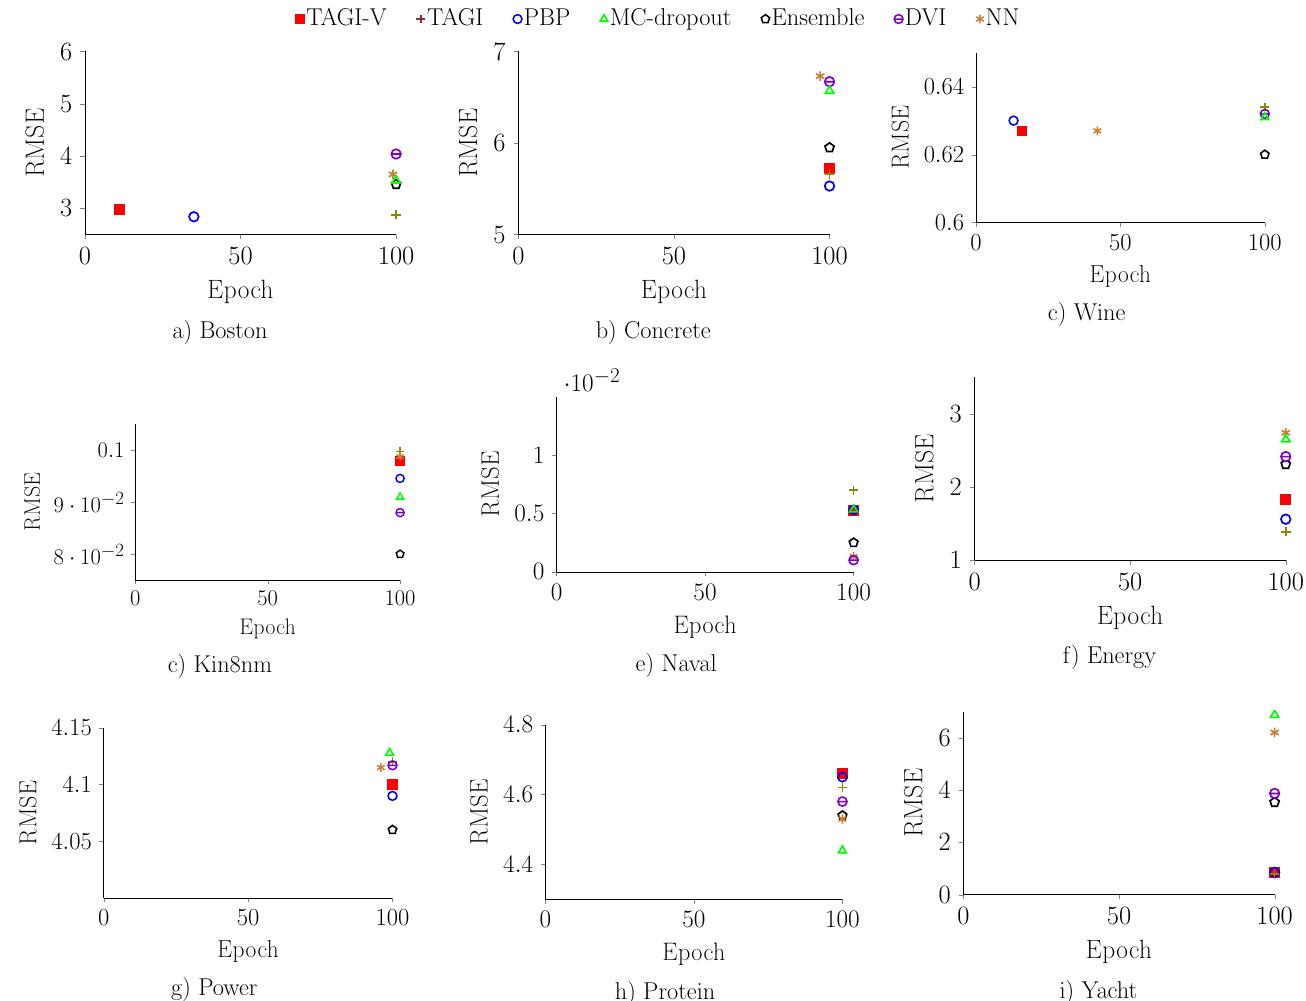 TAGI-V TAGI PBP MC-dropout Ensemble DVI NN
6
5
4
3
RMSE
0 50 100
Epoch
a) Boston
7
6
5
RMSE
0 50 100
Epoch
b) Concrete
0.64
0.62
0.6
RMSE
0 50 100
Epoch
c) Wine
0.1
9 · 10⁻²
8 · 10⁻²
RMSE
0 50 100
Epoch
c) Kin8nm
·10⁻²
1
0.5
0
RMSE
0 50 100
Epoch
e) Naval
3
2
1
RMSE
0 50 100
Epoch
f) Energy
4.15
4.1
4.05
RMSE
0 50 100
Epoch
g) Power
4.8
4.6
4.4
RMSE
0 50 100
Epoch
h) Protein
6
4
2
0
RMSE
0 50 100
Epoch
i) Yacht